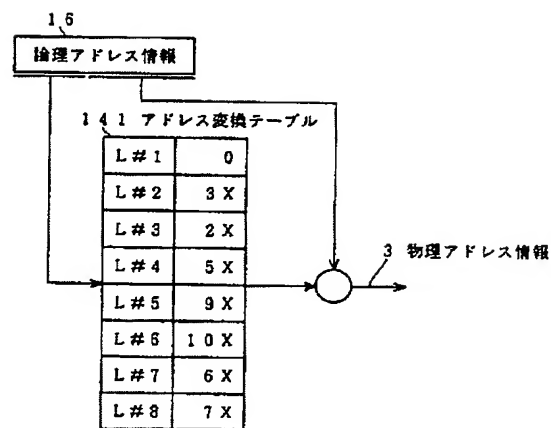 16
論理アドレス情報
141 アドレス変換テーブル
L#1 0
L#2 3X
L#3 2X
L#4 5X
L#5 9X
L#6 10X
L#7 6X
L#8 7X
3 物理アドレス情報